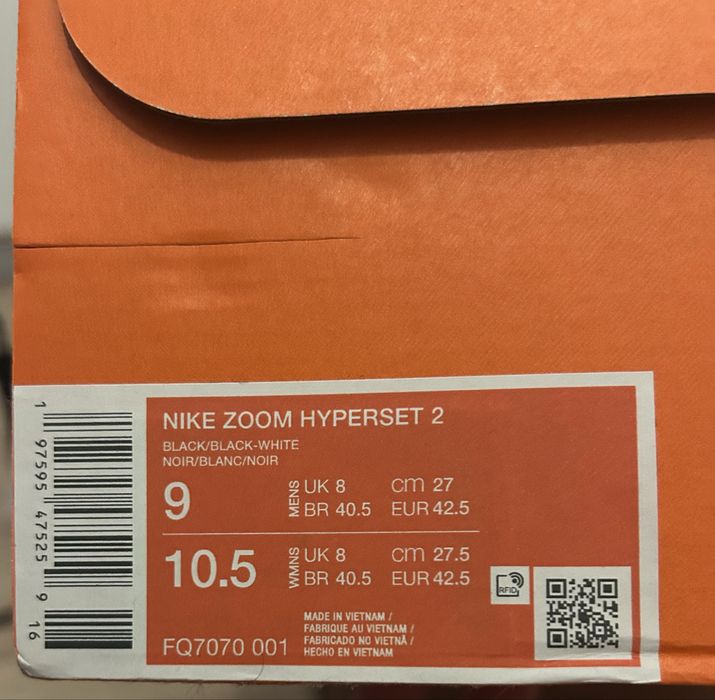 NIKE ZOOM HYPERSET 2
BLACK/BLACK-WHITE
NOIR/BLANC/NOIR
9 MENS UK 8 cm 27
BR 40.5 EUR 42.5
10.5 WMNS UK 8 cm 27.5
BR 40.5 EUR 42.5
RFID
MADE IN VIETNAM /
FABRIQUE AU VIETNAM /
FABRICADO NO VIETNÃ /
HECHO EN VIETNAM
FQ7070 001
1 97595 47525 9 16